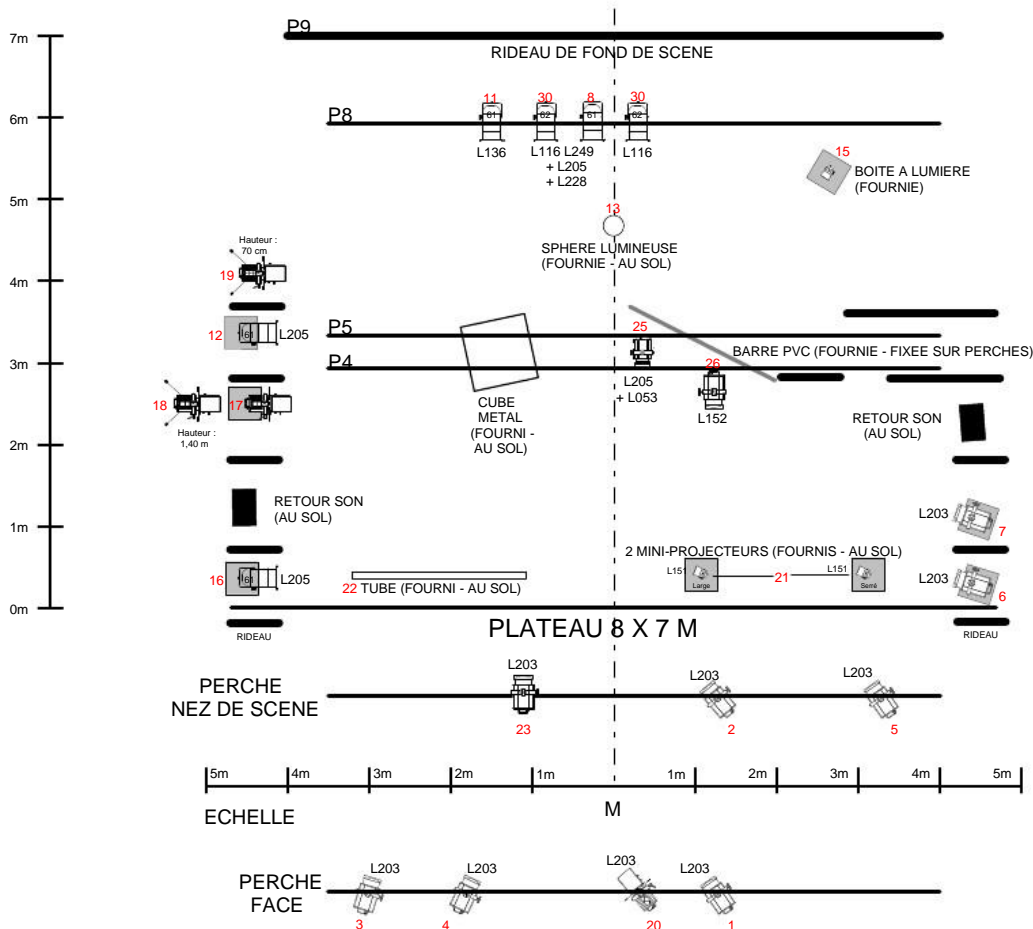 P9
7m
RIDEAU DE FOND DE SCENE
11 30 8 30
P8
6m
61 62 61 62
L136 L116 L249 L116
+ L205
+ L228
15
BOITE A LUMIERE
(FOURNIE)
5m
13
SPHERE LUMINEUSE
(FOURNIE - AU SOL)
Hauteur :
70 cm
19
4m
12 61 L205
P5
25
BARRE PVC (FOURNIE - FIXEE SUR PERCHES)
3m
P4
26
L205
+ L053
L152
CUBE
METAL
(FOURNI -
AU SOL)
18 17
Hauteur :
1,40 m
RETOUR SON
(AU SOL)
2m
RETOUR SON
(AU SOL)
1m
L203 7
2 MINI-PROJECTEURS (FOURNIS - AU SOL)
16 61 L205
22 TUBE (FOURNI - AU SOL)
L151 Large 21 L151 Serré
L203 6
0m
PLATEAU 8 X 7 M
RIDEAU RIDEAU
PERCHE
NEZ DE SCENE
L203 L203 L203
23 2 5
5m 4m 3m 2m 1m 1m 2m 3m 4m 5m
ECHELLE M
PERCHE
FACE
L203 L203 L203 L203
3 4 20 1